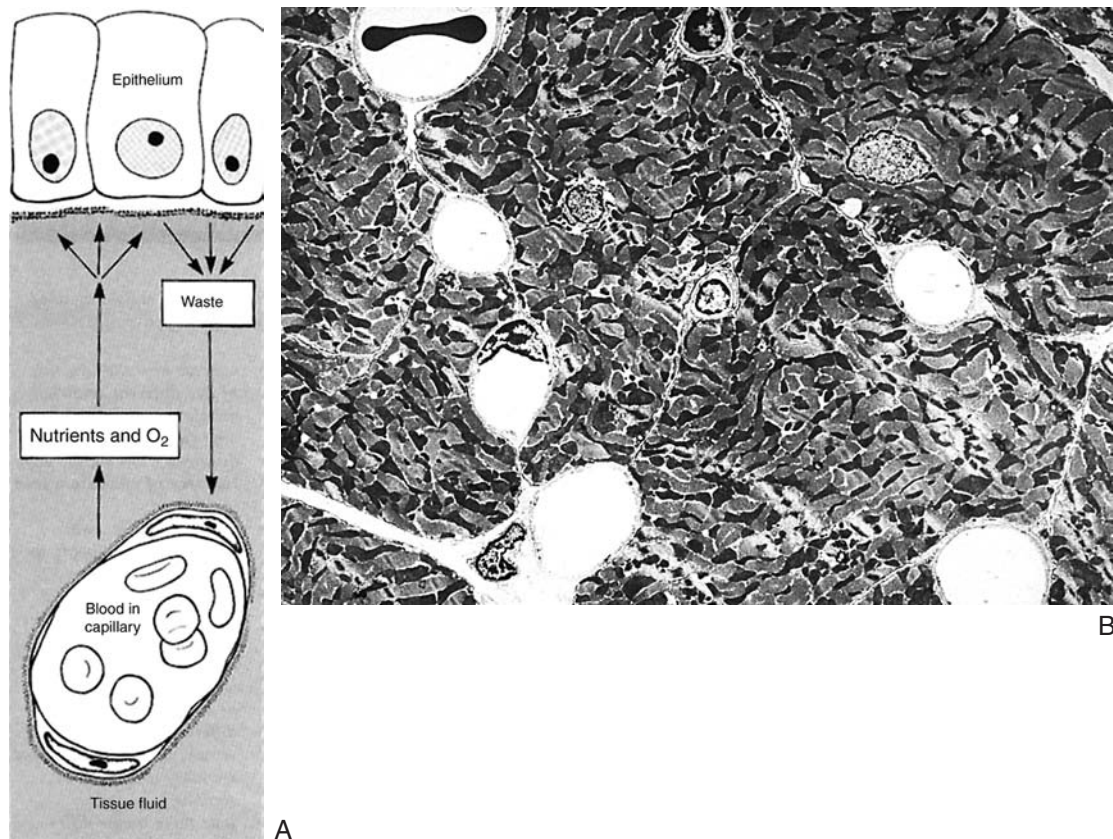 Epithelium
Waste
Nutrients and O₂
Blood in
capillary
Tissue fluid
A
B